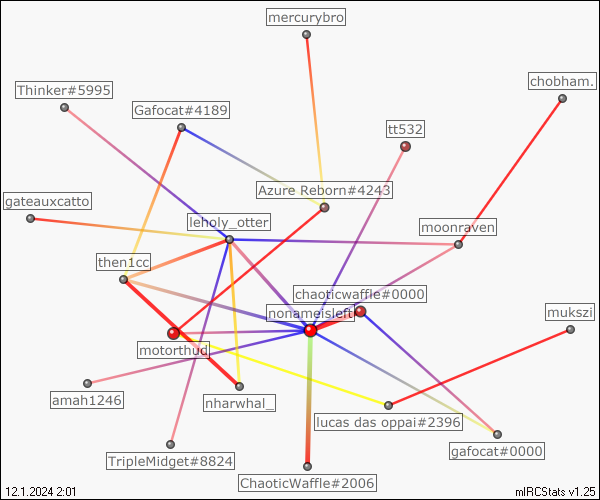 mercurybro
chobham.
Thinker#5995
Gafocat#4189
tt532
Azure Reborn#4243
gateauxcatto
leholy_otter
moonraven
then1cc
chaoticwaffle#0000
nonameisleft
mukszi
motorthud
amah1246
nharwhal_
lucas das oppai#2396
gafocat#0000
TripleMidget#8824
ChaoticWaffle#2006
12.1.2024 2:01
mIRCStats v1.25